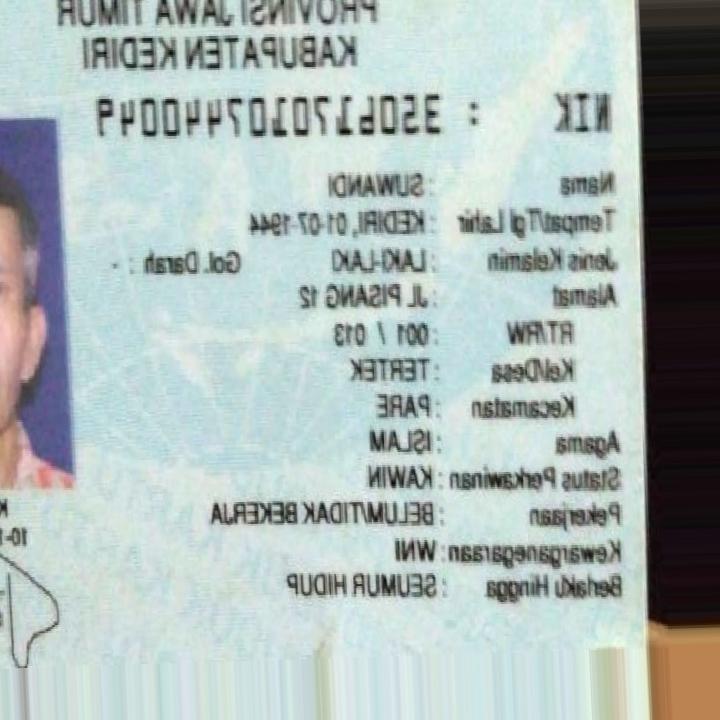 PROVINSI JAWA TIMUR
KABUPATEN KEDIRI
NIK : 3506170107440049
Nama : SUWANDI
Tempat/Tgl Lahir : KEDIRI, 01-07-1944
Jenis Kelamin : LAKI-LAKI Gol. Darah : -
Alamat : JL PISANG 12
RT/RW : 001 / 013
Kel/Desa : TERTEK
Kecamatan : PARE
Agama : ISLAM
Status Perkawinan : KAWIN
Pekerjaan : BELUM/TIDAK BEKERJA
Kewarganegaraan : WNI
Berlaku Hingga : SEUMUR HIDUP
K
10-1